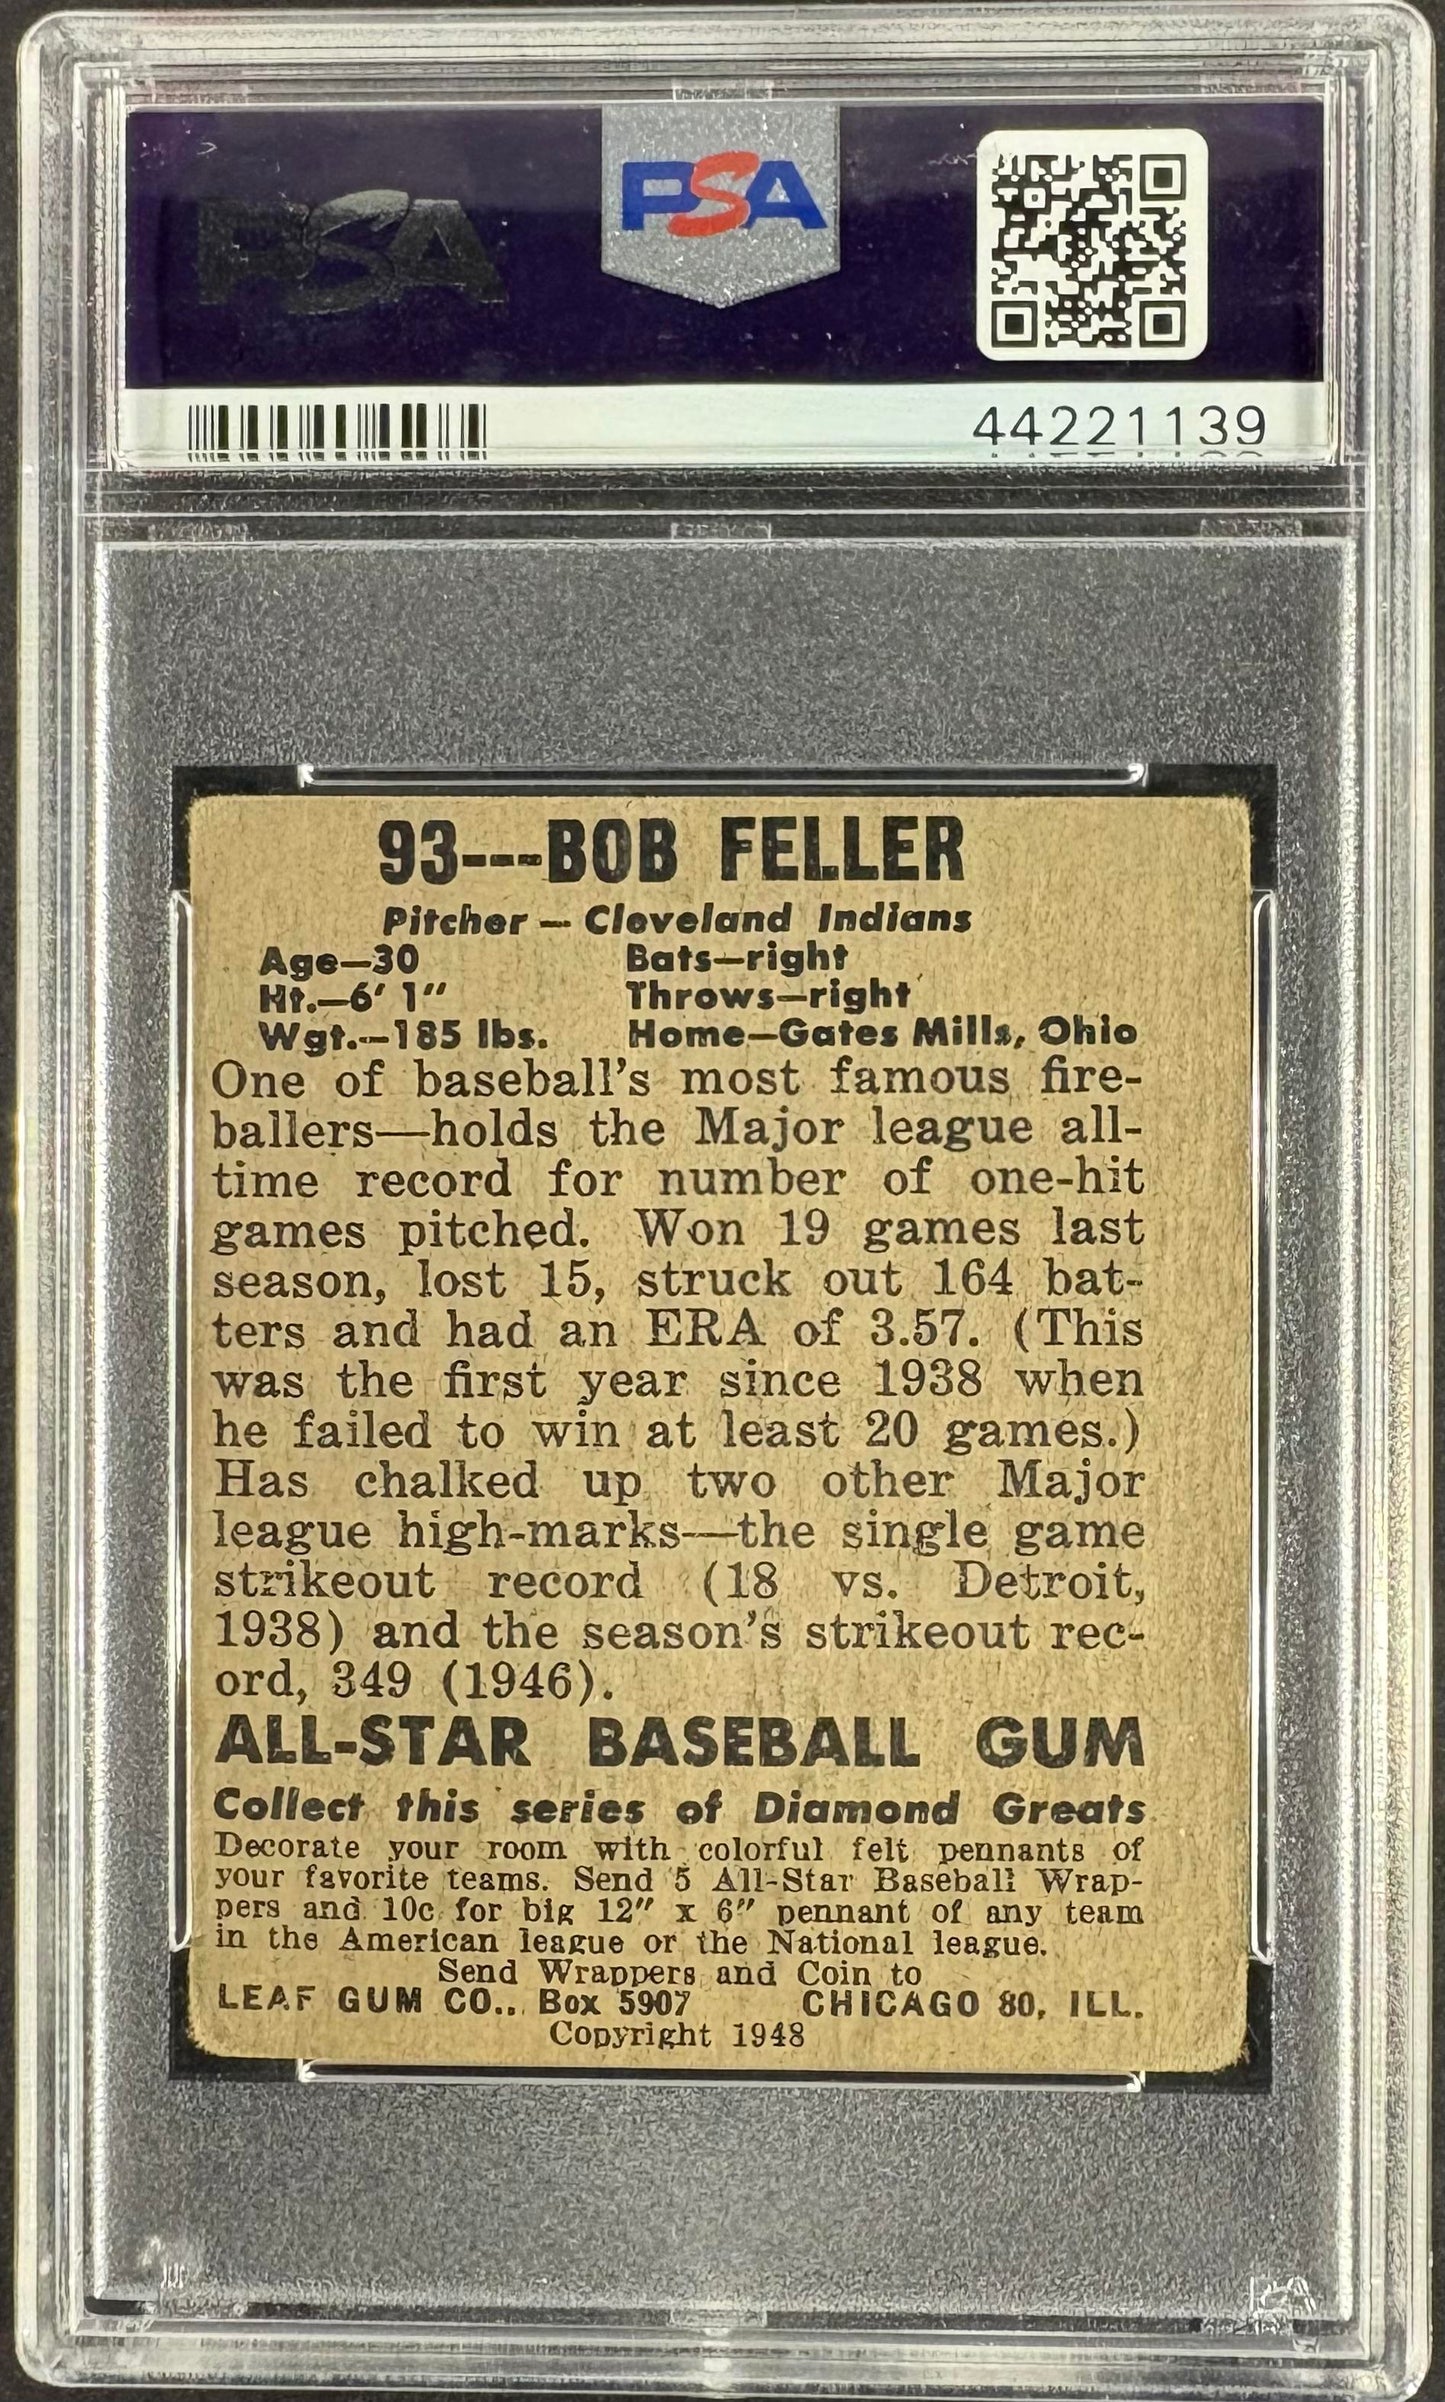 PSA
PSA
44221139
93---BOB FELLER
Pitcher — Cleveland Indians
Age—30 Bats—right
Ht.—6' 1" Throws—right
Wgt.—185 lbs. Home—Gates Mills, Ohio
One of baseball's most famous fire-
ballers—holds the Major league all-
time record for number of one-hit
games pitched. Won 19 games last
season, lost 15, struck out 164 bat-
ters and had an ERA of 3.57. (This
was the first year since 1938 when
he failed to win at least 20 games.)
Has chalked up two other Major
league high-marks—the single game
strikeout record (18 vs. Detroit,
1938) and the season's strikeout rec-
ord, 349 (1946).
ALL-STAR BASEBALL GUM
Collect this series of Diamond Greats
Decorate your room with colorful felt pennants of
your favorite teams. Send 5 All-Star Baseball Wrap-
pers and 10c for big 12" x 6" pennant of any team
in the American league or the National league.
Send Wrappers and Coin to
LEAF GUM CO., Box 5907 CHICAGO 80, ILL.
Copyright 1948